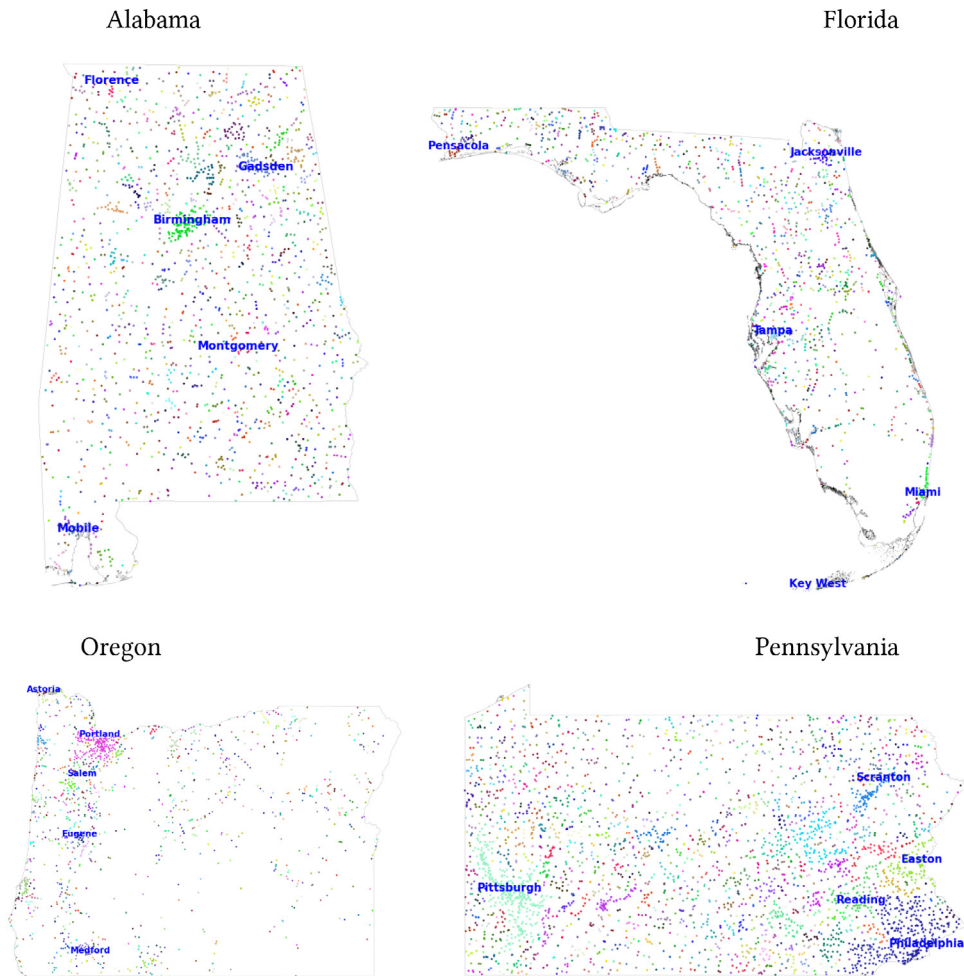 Alabama
Florence
Gadsden
Birmingham
Montgomery
Mobile
Florida
Pensacola
Jacksonville
Tampa
Miami
Key West
Oregon
Astoria
Portland
Salem
Eugene
Medford
Pennsylvania
Scranton
Easton
Pittsburgh
Reading
Philadelphia